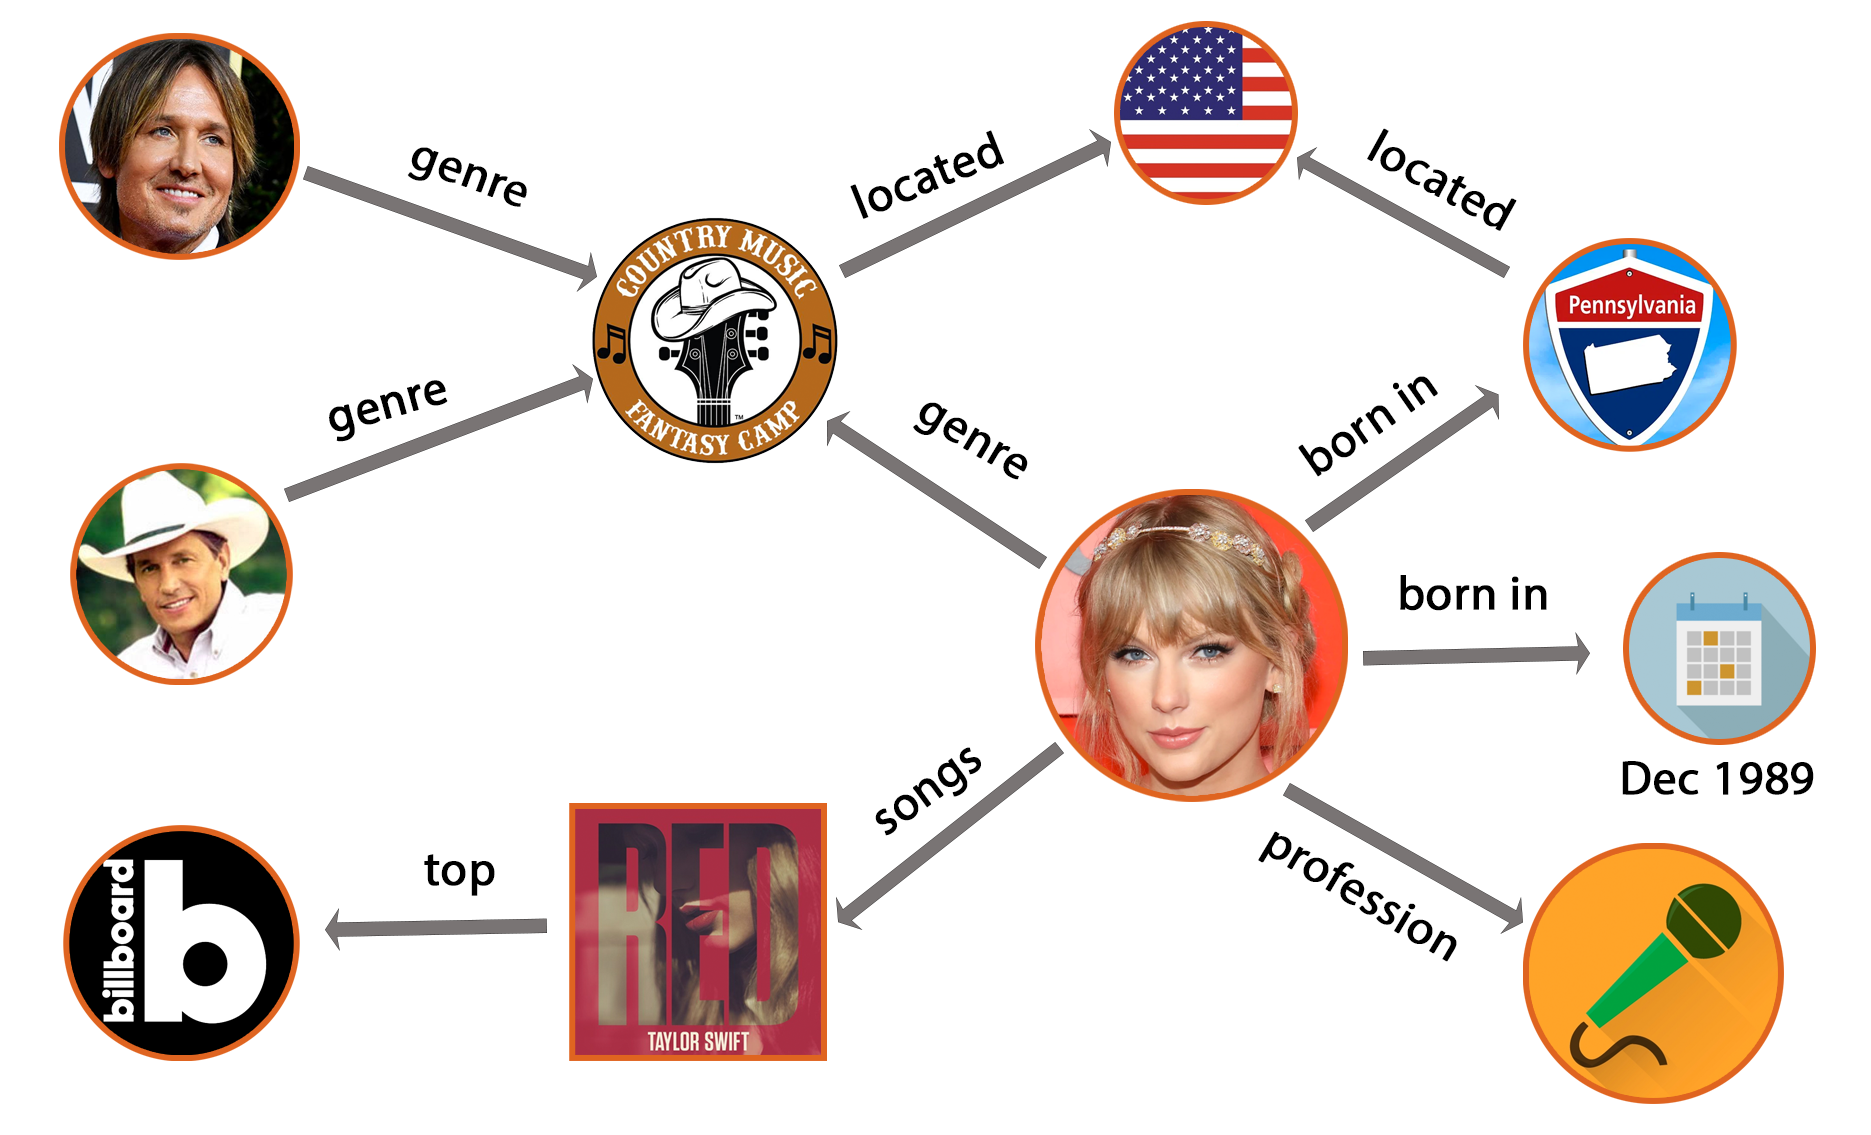 genre
located
located
COUNTRY MUSIC
FANTASY CAMP
TM
Pennsylvania
genre
genre
born in
born in
Dec 1989
songs
profession
top
billboard
b
RED
TAYLOR SWIFT